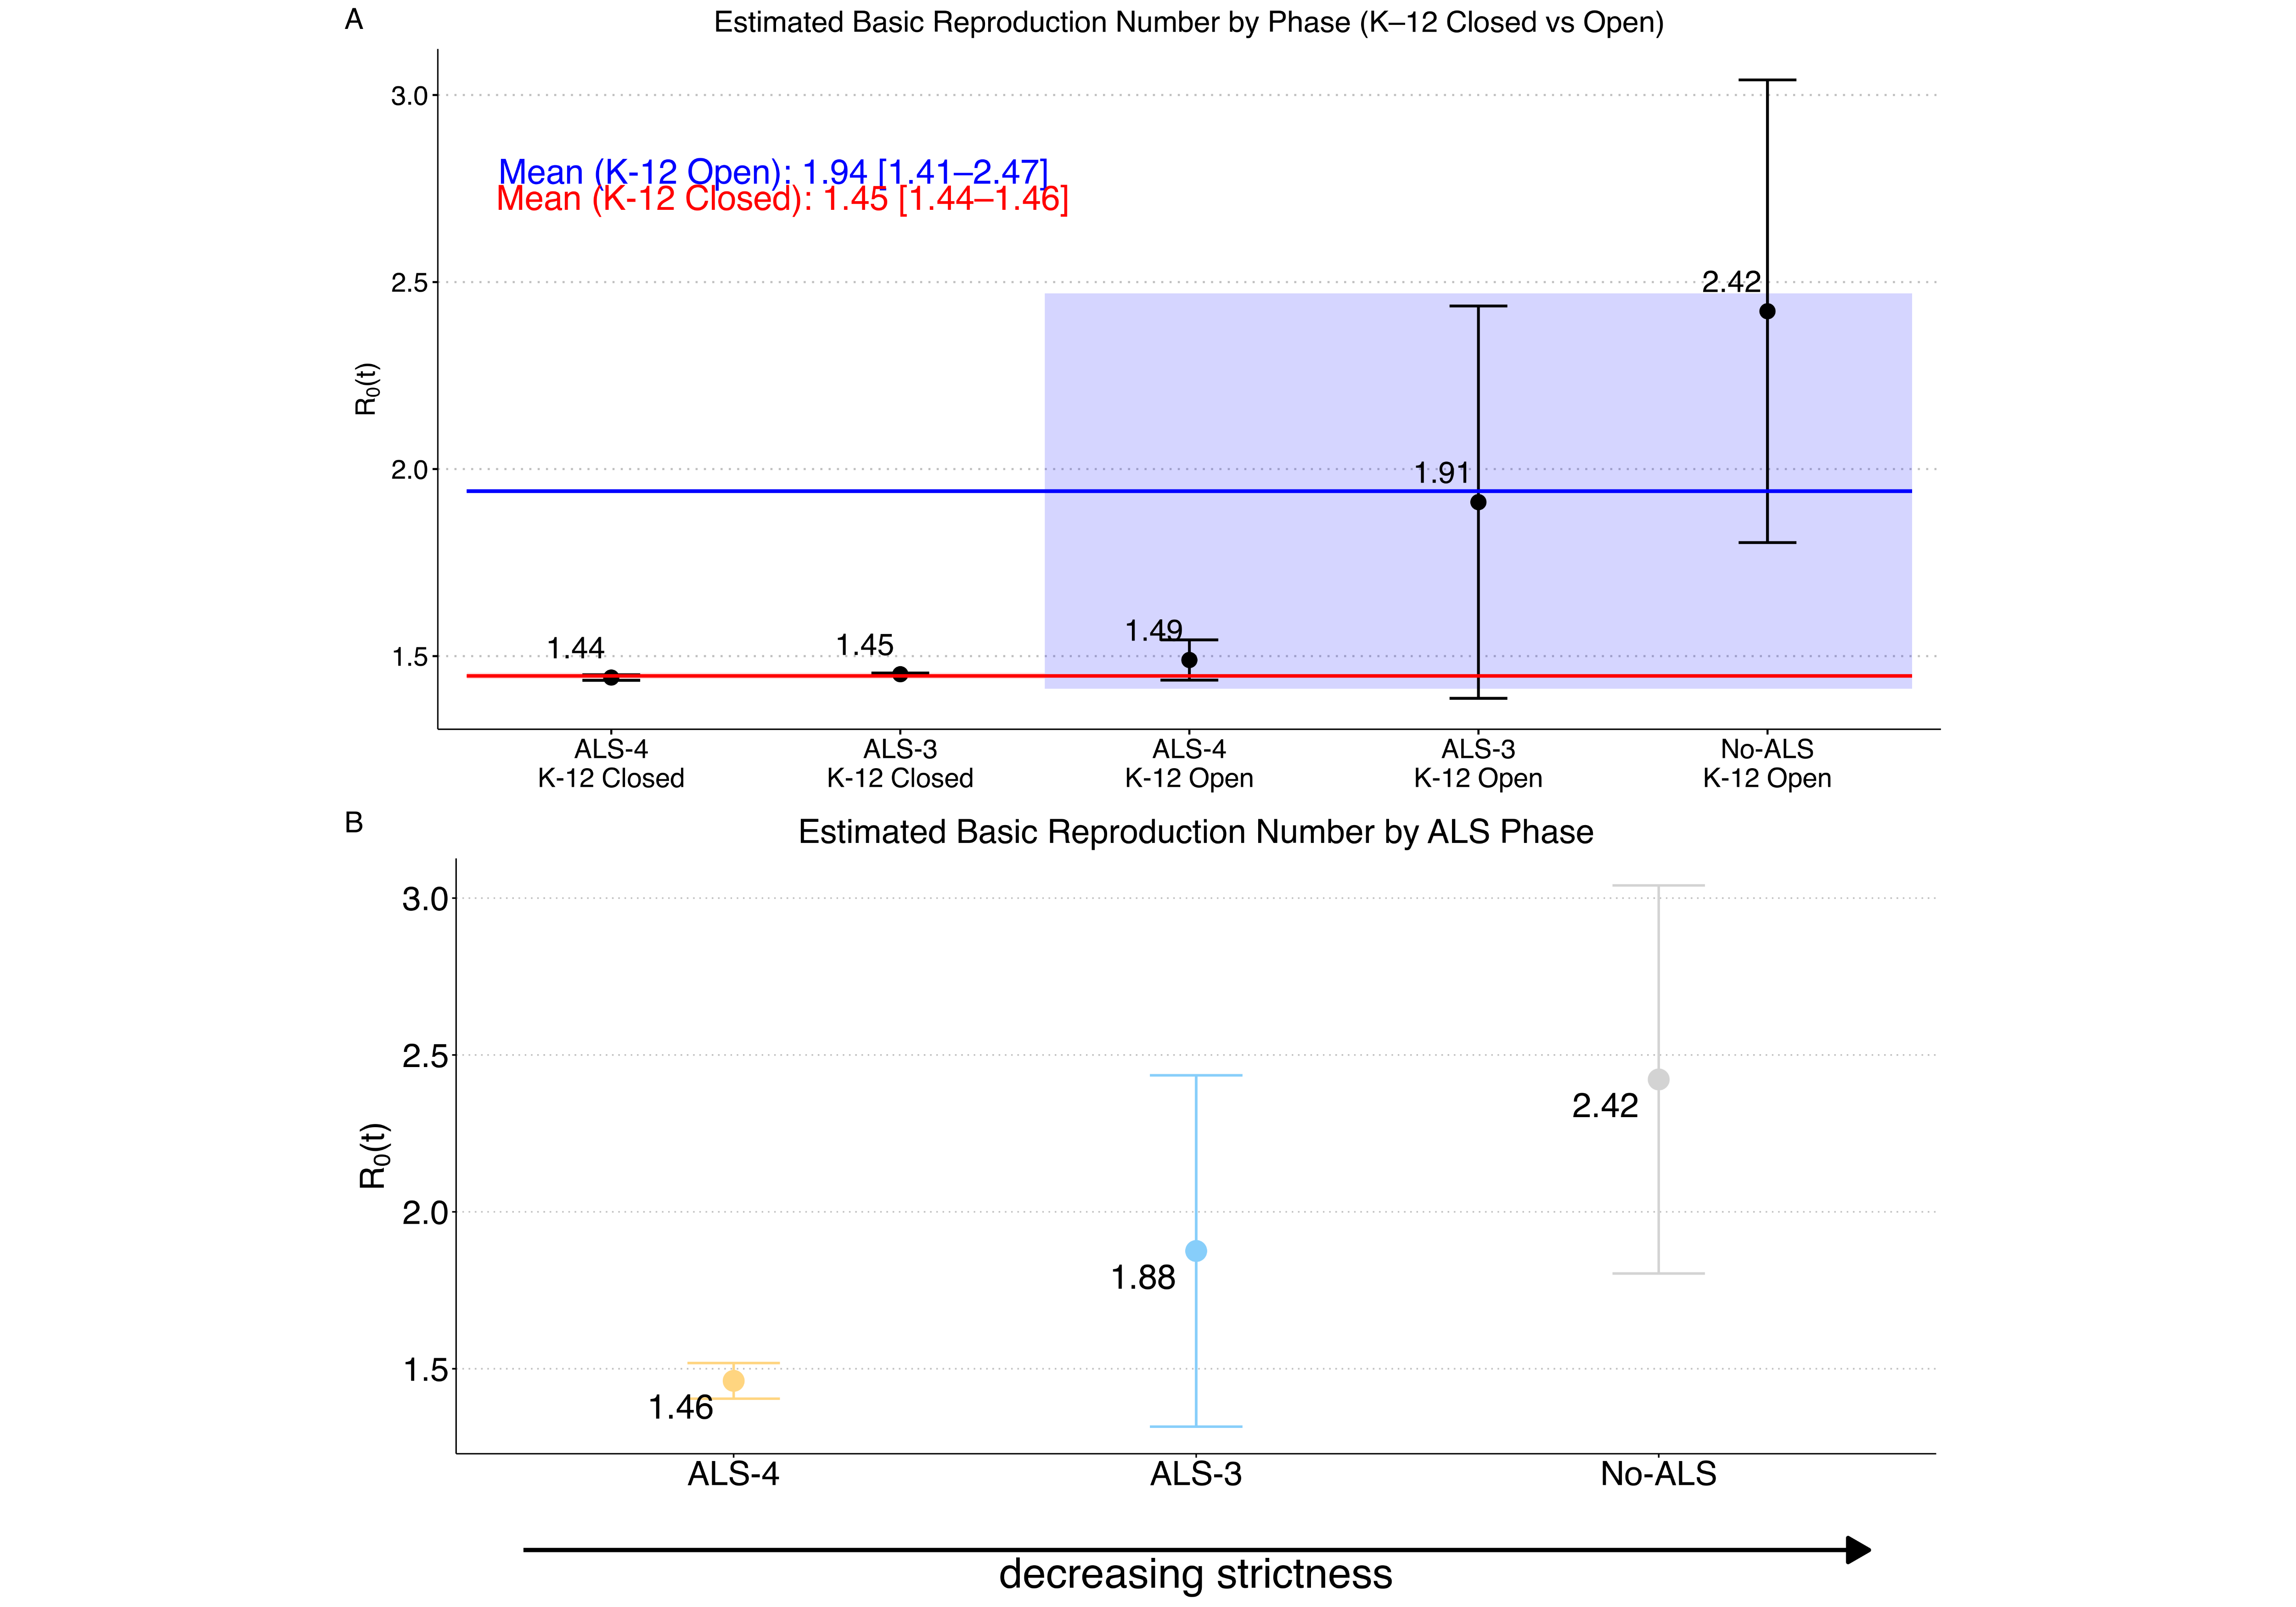 A
Estimated Basic Reproduction Number by Phase (K–12 Closed vs Open)
3.0
Mean (K-12 Open): 1.94 [1.41–2.47]
Mean (K-12 Closed): 1.45 [1.44–1.46]
2.5
2.42
R0(t)
2.0
1.91
1.5
1.44
1.45
1.49
ALS-4
K-12 Closed
ALS-3
K-12 Closed
ALS-4
K-12 Open
ALS-3
K-12 Open
No-ALS
K-12 Open
B
Estimated Basic Reproduction Number by ALS Phase
3.0
2.5
2.42
R0(t)
2.0
1.88
1.5
1.46
ALS-4
ALS-3
No-ALS
decreasing strictness